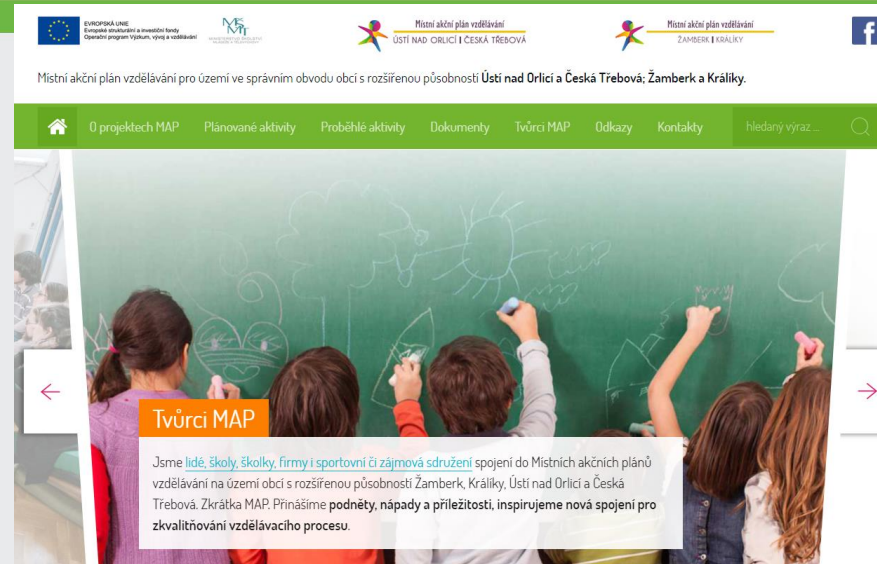 EVROPSKÁ UNIE
Evropské strukturální a investiční fondy
Operační program Výzkum, vývoj a vzdělávání
MŠMT
Místní akční plán vzdělávání
ÚSTÍ NAD ORLICÍ | ČESKÁ TŘEBOVÁ
Místní akční plán vzdělávání
ŽAMBERK | KRÁLÍKY
Místní akční plán vzdělávání pro území ve správním obvodu obcí s rozšířenou působností Ústí nad Orlicí a Česká Třebová; Žamberk a Králíky.
O projektech MAP
Plánované aktivity
Proběhlé aktivity
Dokumenty
Tvůrci MAP
Odkazy
Kontakty
hledaný výraz ...
Tvůrci MAP
Jsme lidé, školy, školky, firmy i sportovní či zájmová sdružení spojení do Místních akčních plánů
vzdělávání na území obcí s rozšířenou působností Žamberk, Králíky, Ústí nad Orlicí a Česká
Třebová. Zkrátka MAP. Přinášíme podněty, nápady a příležitosti, inspirujeme nová spojení pro
zkvalitňování vzdělávacího procesu.